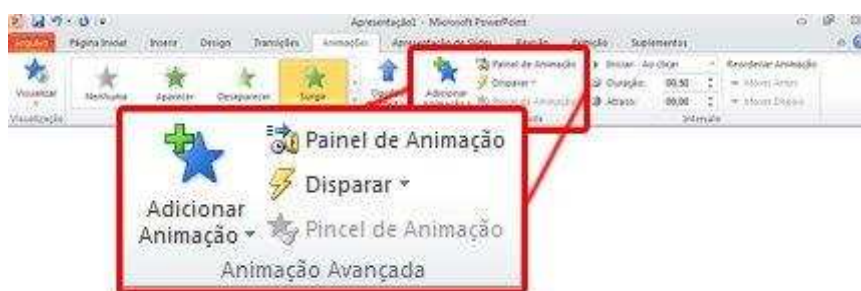 Apresentação1 - Microsoft PowerPoint
Arquivo Página Inicial Inserir Design Transições Animações Apresentação de Slides Revisão Exibição Suplementos
Visualizar Nenhuma Aparecer Desaparecer Surgir Adicionar Animação Painel de Animação Iniciar: Ao clicar Reordenar Animação
Disparar Duração: 00,50 Mover Antes
Pincel de Animação Atraso: 00,00 Mover Depois
Visualização Intervalo
Painel de Animação
Disparar
Adicionar
Animação Pincel de Animação
Animação Avançada